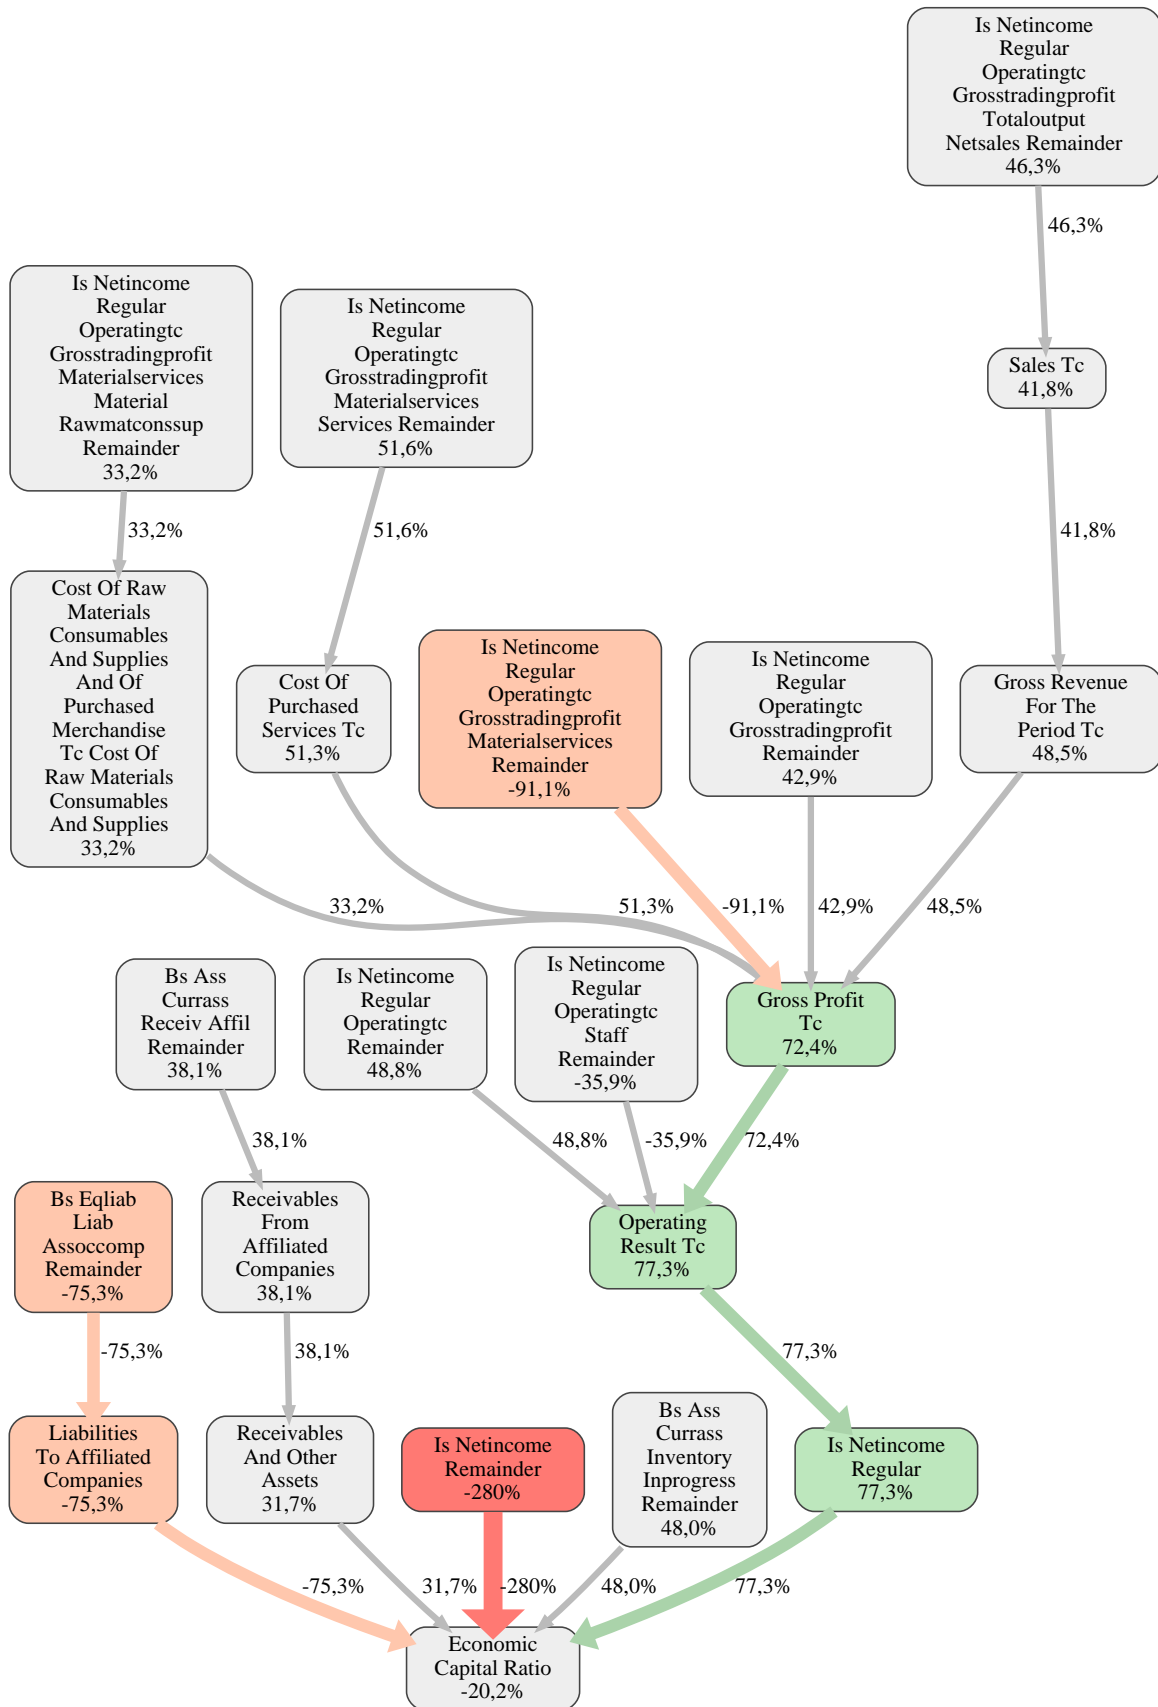 Is Netincome
Regular
Operatingtc
Grosstradingprofit
Totaloutput
Netsales Remainder
46,3%
46,3%
Is Netincome
Regular
Operatingtc
Grosstradingprofit
Materialservices
Material
Rawmatconssup
Remainder
33,2%
Is Netincome
Regular
Operatingtc
Grosstradingprofit
Materialservices
Services Remainder
51,6%
Sales Tc
41,8%
33,2%
51,6%
41,8%
Cost Of Raw
Materials
Consumables
And Supplies
And Of
Purchased
Merchandise
Tc Cost Of
Raw Materials
Consumables
And Supplies
33,2%
Cost Of
Purchased
Services Tc
51,3%
Is Netincome
Regular
Operatingtc
Grosstradingprofit
Materialservices
Remainder
-91,1%
Is Netincome
Regular
Operatingtc
Grosstradingprofit
Remainder
42,9%
Gross Revenue
For The
Period Tc
48,5%
33,2%
51,3%
-91,1%
42,9%
48,5%
Bs Ass
Currass
Receiv Affil
Remainder
38,1%
Is Netincome
Regular
Operatingtc
Remainder
48,8%
Is Netincome
Regular
Operatingtc
Staff
Remainder
-35,9%
Gross Profit
Tc
72,4%
38,1%
48,8%
-35,9%
72,4%
Bs Eqliab
Liab
Assoccomp
Remainder
-75,3%
Receivables
From
Affiliated
Companies
38,1%
Operating
Result Tc
77,3%
-75,3%
38,1%
77,3%
Liabilities
To Affiliated
Companies
-75,3%
Receivables
And Other
Assets
31,7%
Is Netincome
Remainder
-280%
Bs Ass
Currass
Inventory
Inprogress
Remainder
48,0%
Is Netincome
Regular
77,3%
-75,3%
31,7%
-280%
48,0%
77,3%
Economic
Capital Ratio
-20,2%